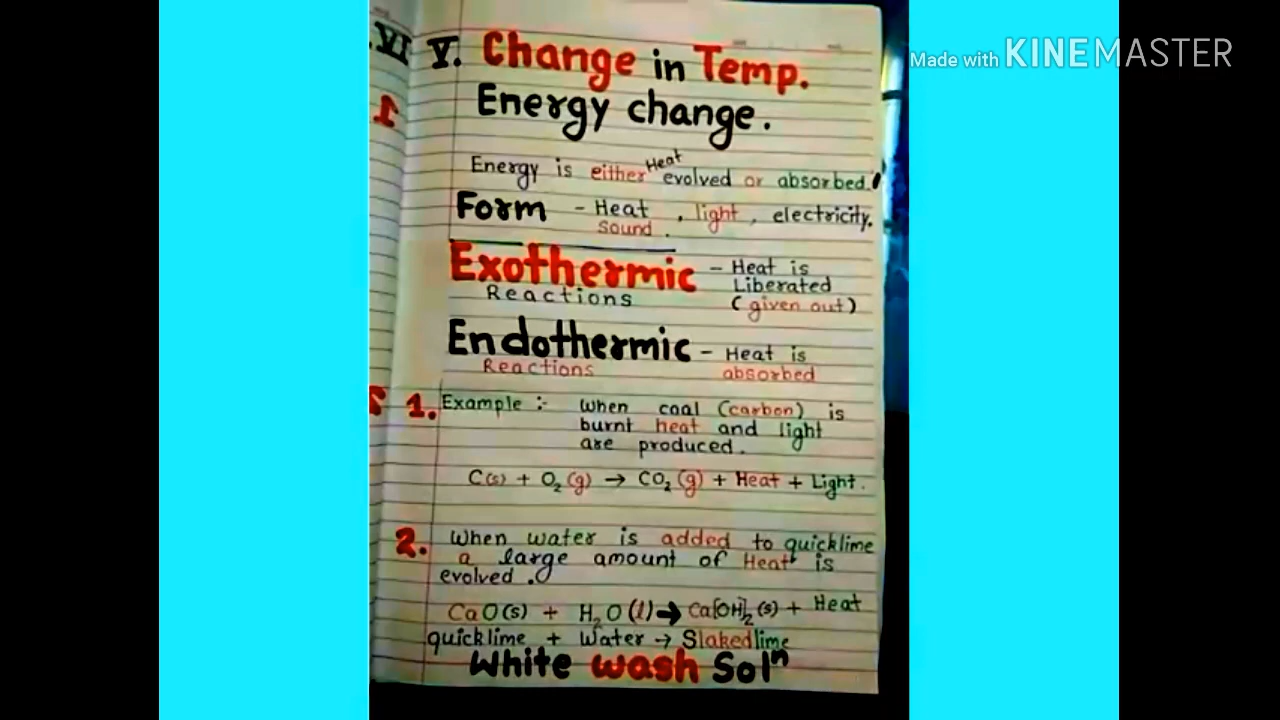 Made with KINEMASTER
VI.
V. Change in Temp.
Energy change.
Energy is either Heat evolved or absorbed.
Form - Heat, light, electricity.
sound.
Exothermic - Heat is
Reactions Liberated
(given out)
Endothermic - Heat is
Reactions absorbed
1. Example :- when coal (carbon) is
burnt heat and light
are produced.
C(s) + O2(g) → CO2(g) + Heat + Light.
2. When water is added to quicklime
a large amount of Heat is
evolved.
CaO(s) + H2O(l) → Ca[OH]2(s) + Heat
quicklime + Water → Slakedlime
White wash Solⁿ